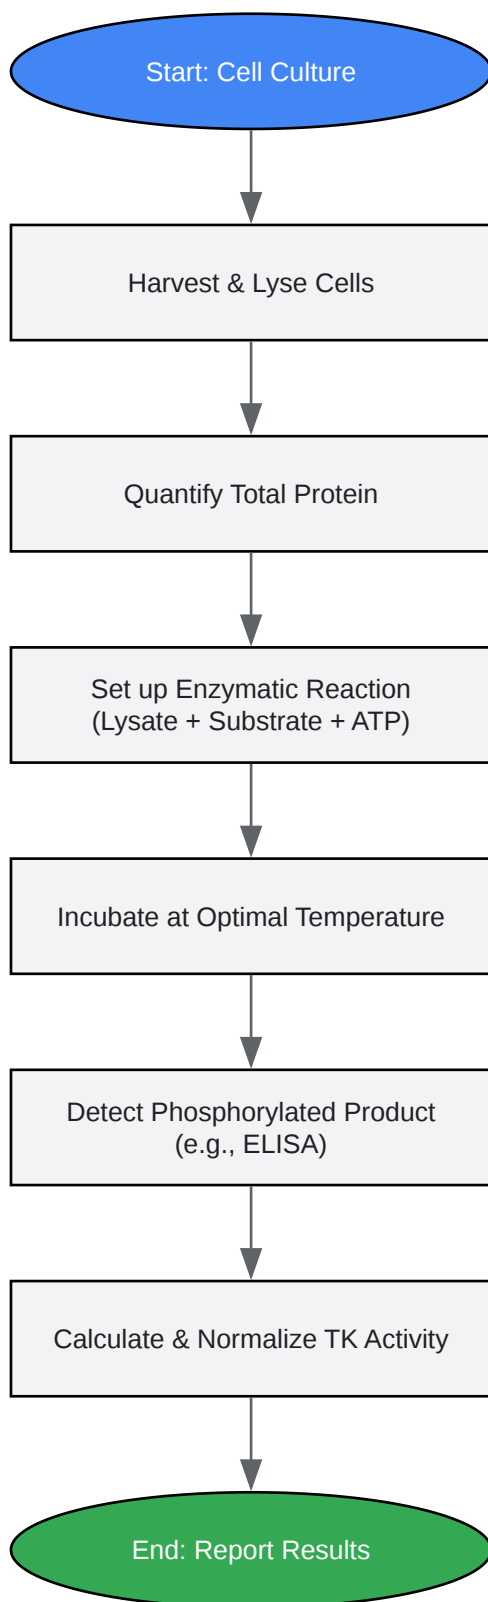 Start: Cell Culture
Harvest & Lyse Cells
Quantify Total Protein
Set up Enzymatic Reaction
(Lysate + Substrate + ATP)
Incubate at Optimal Temperature
Detect Phosphorylated Product
(e.g., ELISA)
Calculate & Normalize TK Activity
End: Report Results